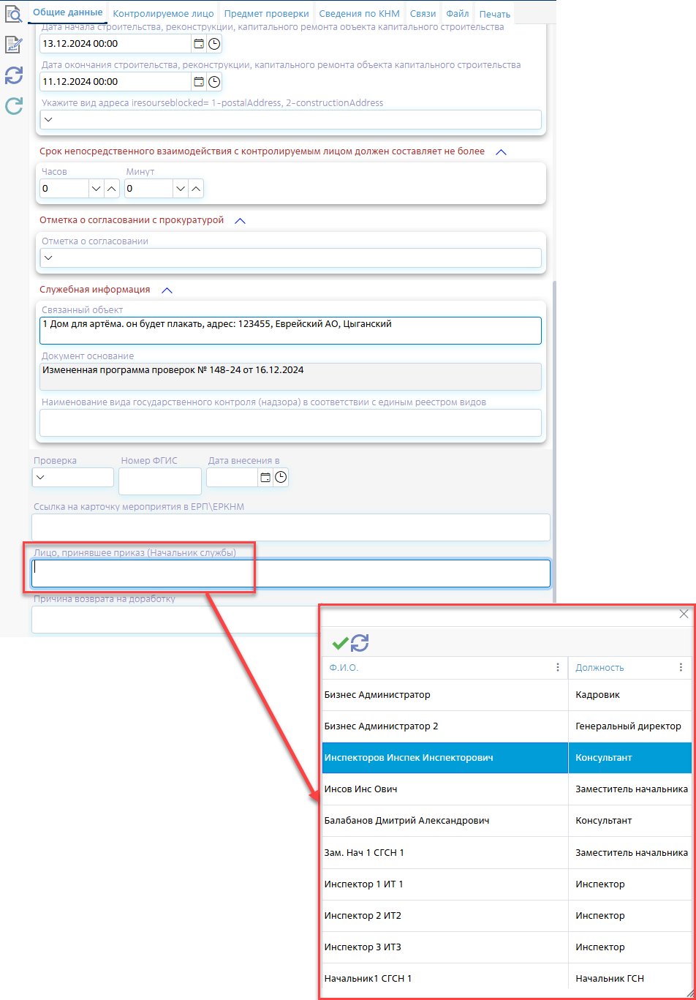 Общие данные Контролируемое лицо Предмет проверки Сведения по КНМ Связи Файл Печать
Дата начала строительства, реконструкции, капитального ремонта объекта капитального строительства
13.12.2024 00:00
Дата окончания строительства, реконструкции, капитального ремонта объекта капитального строительства
11.12.2024 00:00
Укажите вид адреса iresourseblocked= 1-postalAddress, 2-constructionAddress
Срок непосредственного взаимодействия с контролируемым лицом должен составляет не более
Часов Минут
0 0
Отметка о согласовании с прокуратурой
Отметка о согласовании
Служебная информация
Связанный объект
1 Дом для артёма. он будет плакать, адрес: 123455, Еврейский АО, Цыганский
Документ основание
Измененная программа проверок № 148-24 от 16.12.2024
Наименование вида государственного контроля (надзора) в соответствии с единым реестром видов
Проверка Номер ФГИС Дата внесения в
Ссылка на карточку мероприятия в ЕРП\ЕРКНМ
Лицо, принявшее приказ (Начальник службы)
Причина возврата на доработку
Ф.И.О. Должность
Бизнес Администратор Кадровик
Бизнес Администратор 2 Генеральный директор
Инспекторов Инспек Инспекторович Консультант
Инсов Инс Ович Заместитель начальника
Балабанов Дмитрий Александрович Консультант
Зам. Нач 1 СГСН 1 Заместитель начальника
Инспектор 1 ИТ 1 Инспектор
Инспектор 2 ИТ2 Инспектор
Инспектор 3 ИТ3 Инспектор
Начальник1 СГСН 1 Начальник ГСН